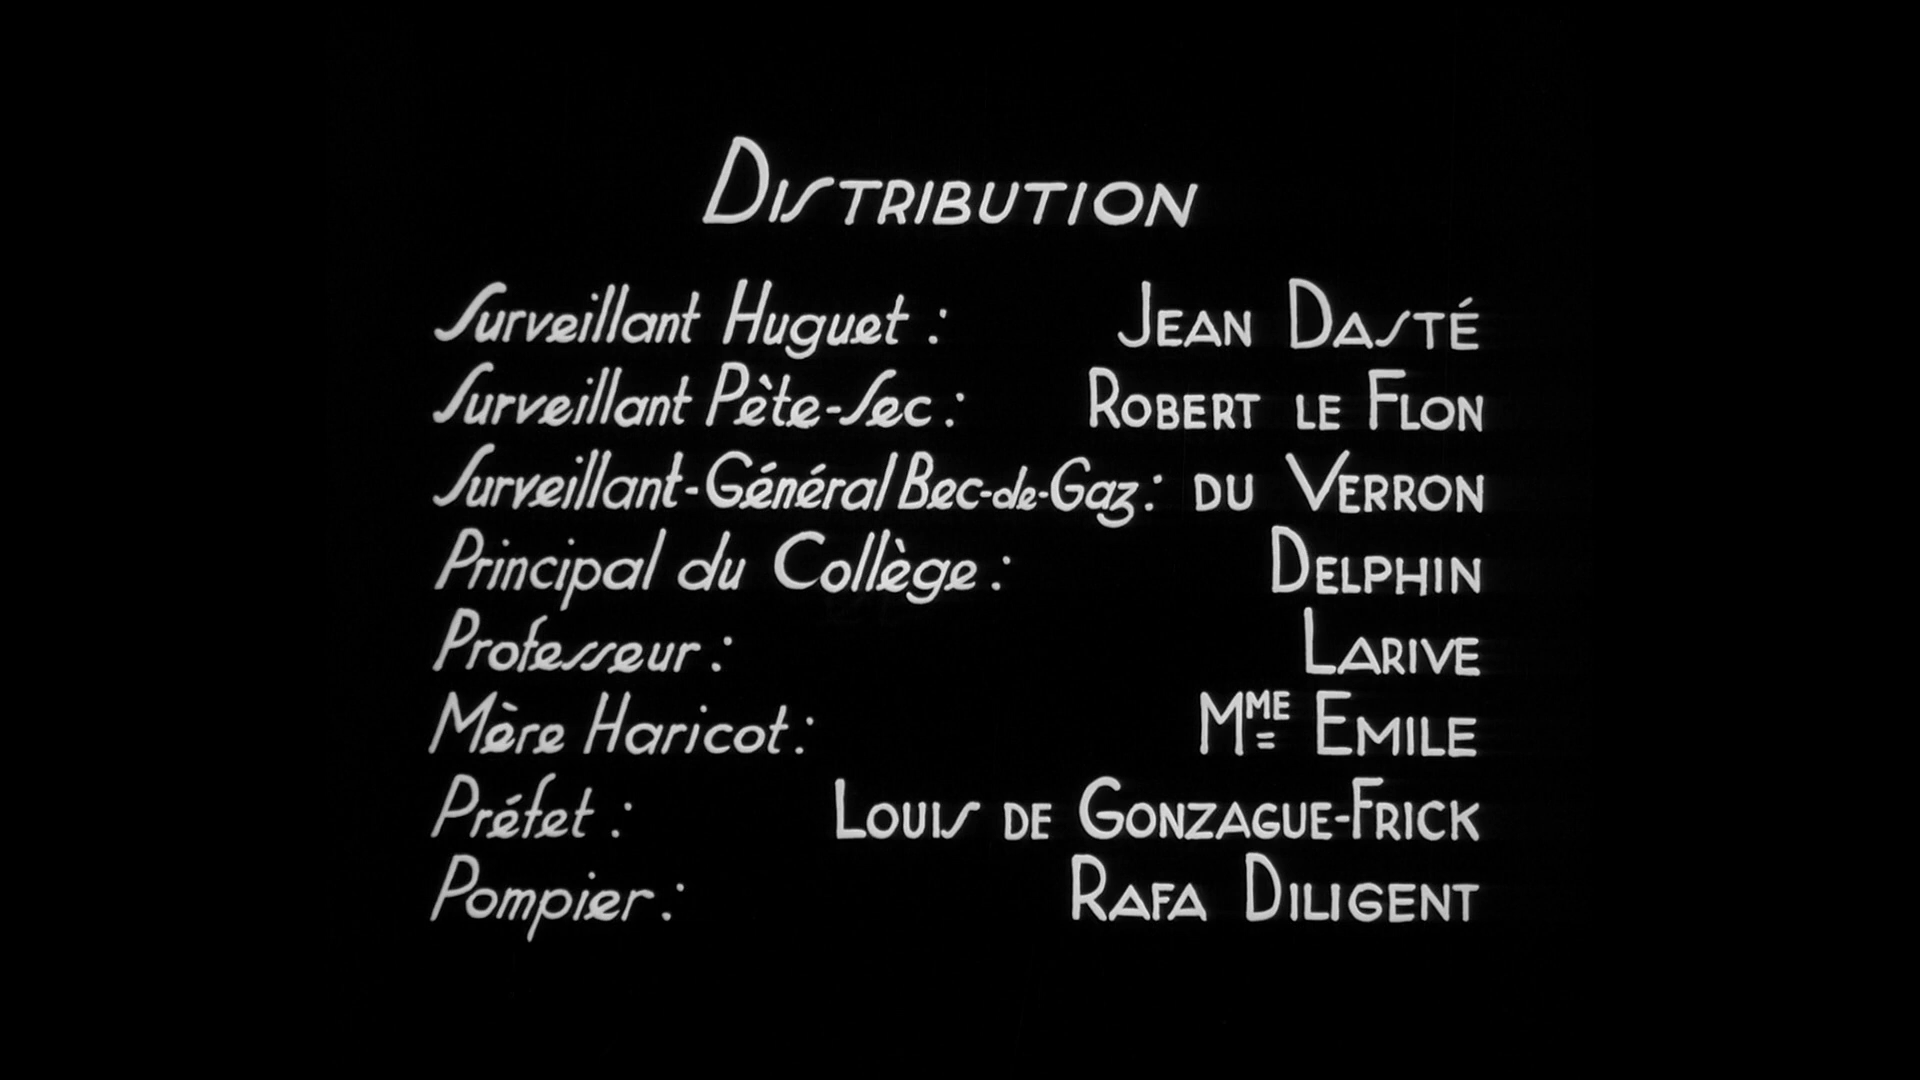 Distribution
Surveillant Huguet : Jean Dasté
Surveillant Pète-Sec : Robert le Flon
Surveillant-Général Bec-de-Gaz : du Verron
Principal du Collège : Delphin
Professeur : Larive
Mère Haricot : Mme Emile
Préfet : Louis de Gonzague-Frick
Pompier : Rafa Diligent